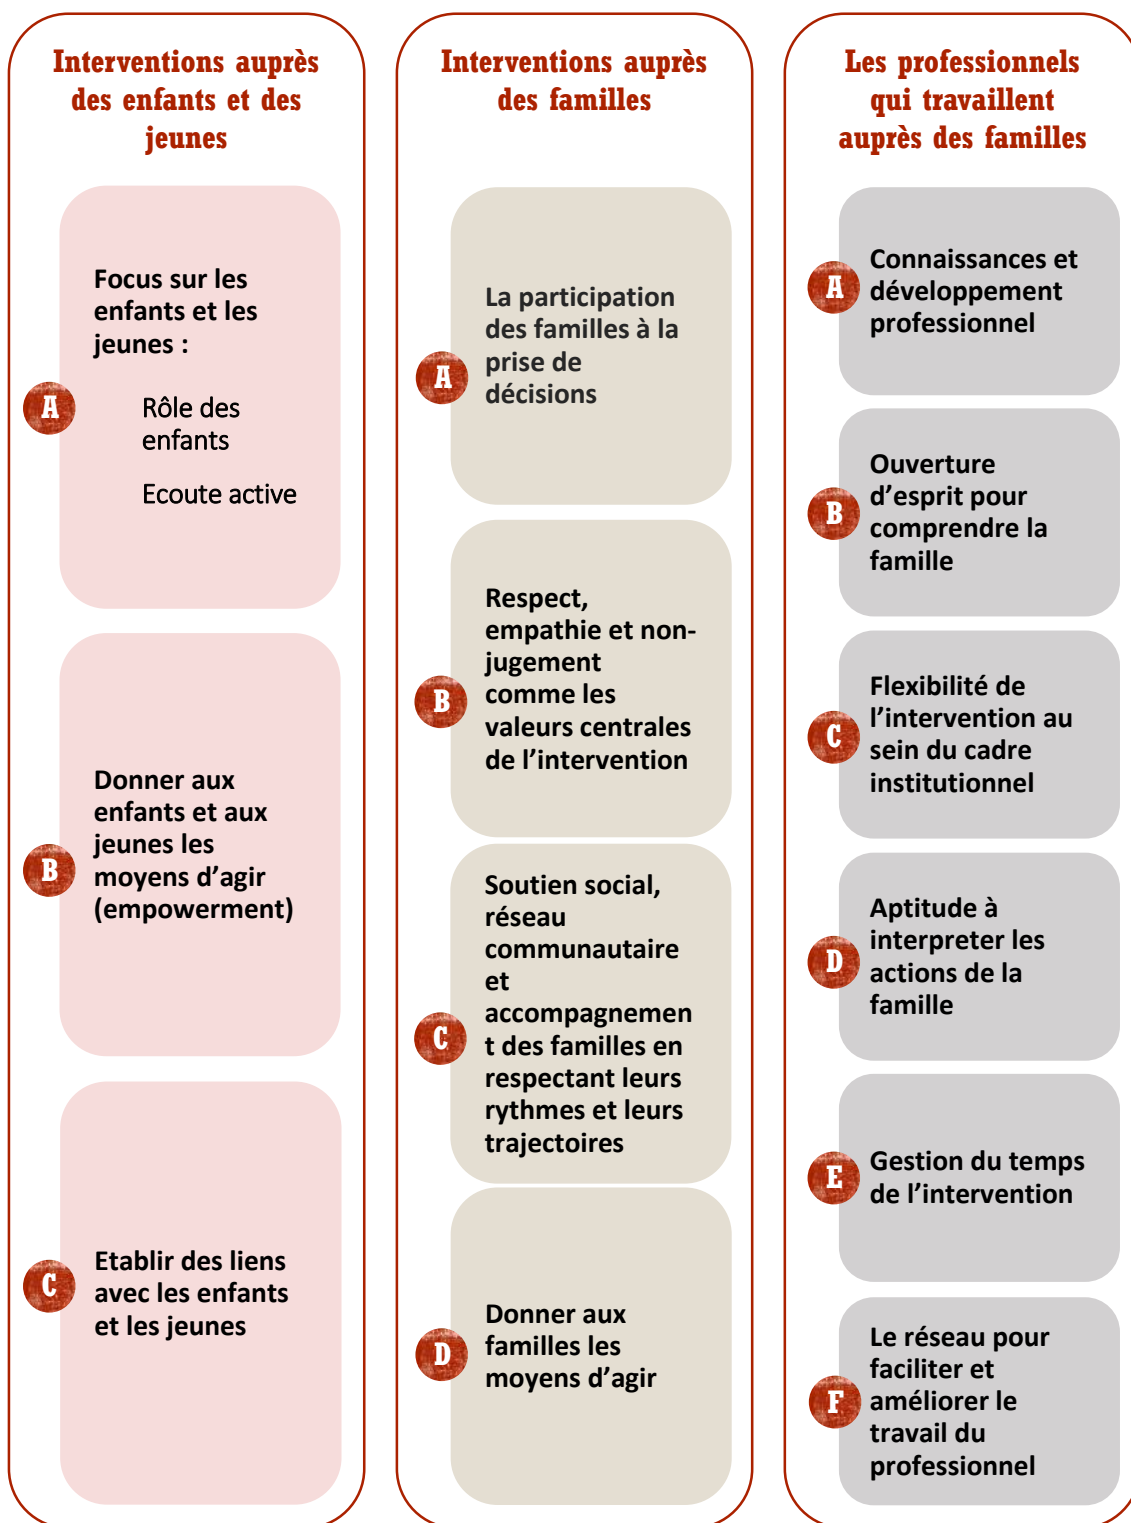 Interventions auprès
des enfants et des
jeunes
A
Focus sur les
enfants et les
jeunes :
Rôle des
enfants
Ecoute active
B
Donner aux
enfants et aux
jeunes les
moyens d’agir
(empowerment)
C
Etablir des liens
avec les enfants
et les jeunes
Interventions auprès
des familles
A
La participation
des familles à la
prise de
décisions
B
Respect,
empathie et non-
jugement
comme les
valeurs centrales
de l’intervention
C
Soutien social,
réseau
communautaire
et
accompagnemen
t des familles en
respectant leurs
rythmes et leurs
trajectoires
D
Donner aux
familles les
moyens d’agir
Les professionnels
qui travaillent
auprès des familles
A
Connaissances et
développement
professionnel
B
Ouverture
d’esprit pour
comprendre la
famille
C
Flexibilité de
l’intervention au
sein du cadre
institutionnel
D
Aptitude à
interpreter les
actions de la
famille
E
Gestion du temps
de l’intervention
F
Le réseau pour
faciliter et
améliorer le
travail du
professionnel